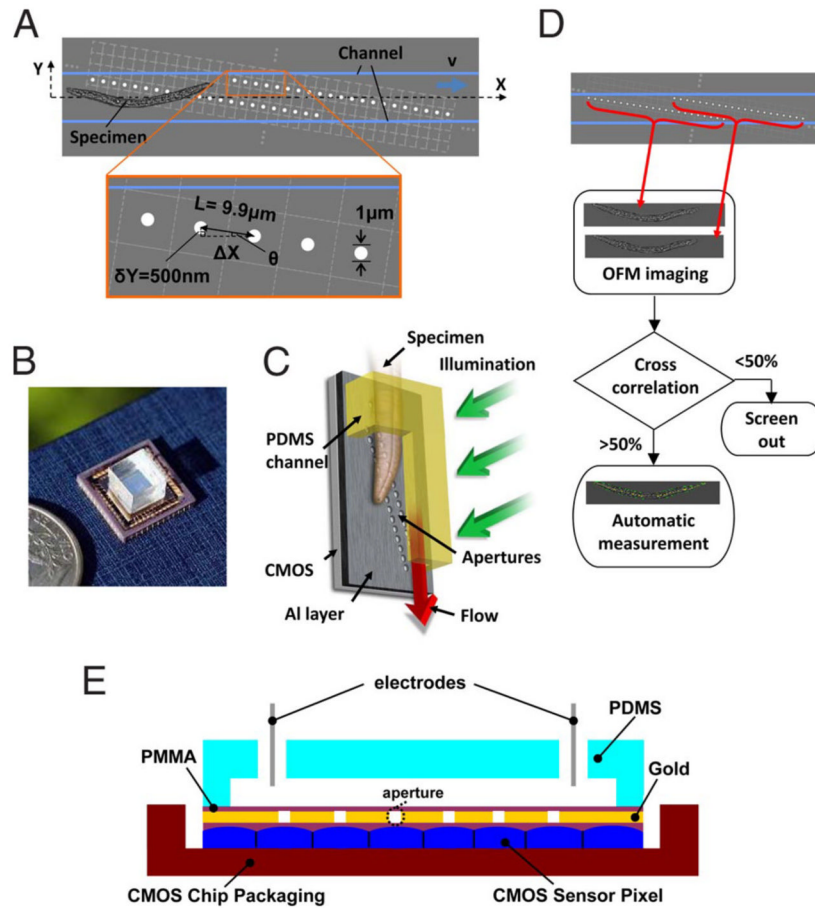 A
Channel
v
Y
X
Specimen
L= 9.9μm
1μm
ΔX
θ
δY=500nm
B
C
Specimen
Illumination
PDMS
channel
CMOS
Apertures
Al layer
Flow
D
OFM imaging
Cross
correlation
<50%
Screen
out
>50%
Automatic
measurement
E
electrodes
PDMS
PMMA
Gold
aperture
CMOS Chip Packaging
CMOS Sensor Pixel